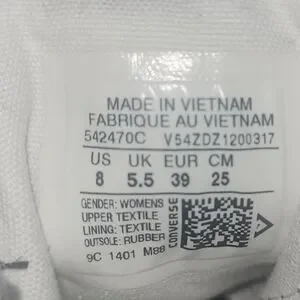 MADE IN VIETNAM
FABRIQUE AU VIETNAM
542470C V54ZDZ1200317
US UK EUR CM
8 5.5 39 25
GENDER: WOMENS
UPPER TEXTILE
LINING: TEXTILE
OUTSOLE: RUBBER
CONVERSE
9C 1401 M88